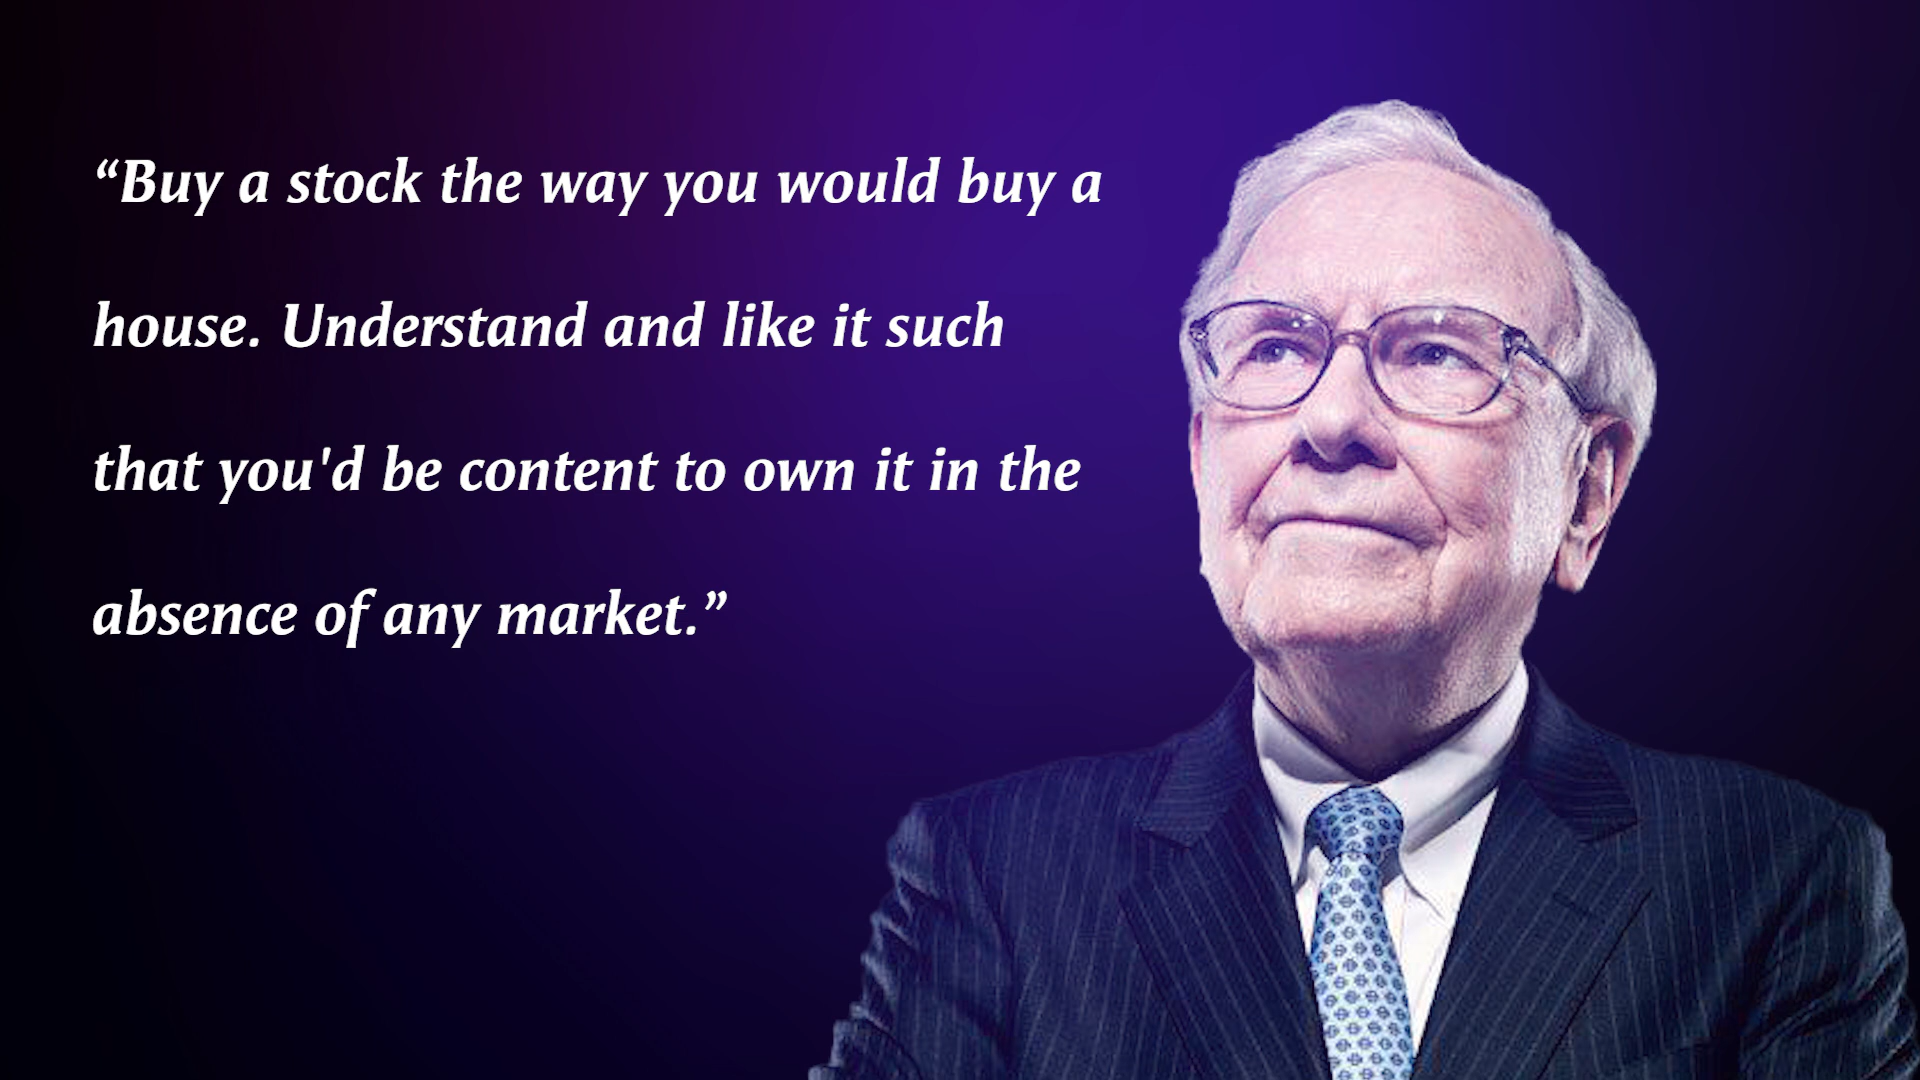 “Buy a stock the way you would buy a
house. Understand and like it such
that you'd be content to own it in the
absence of any market.”